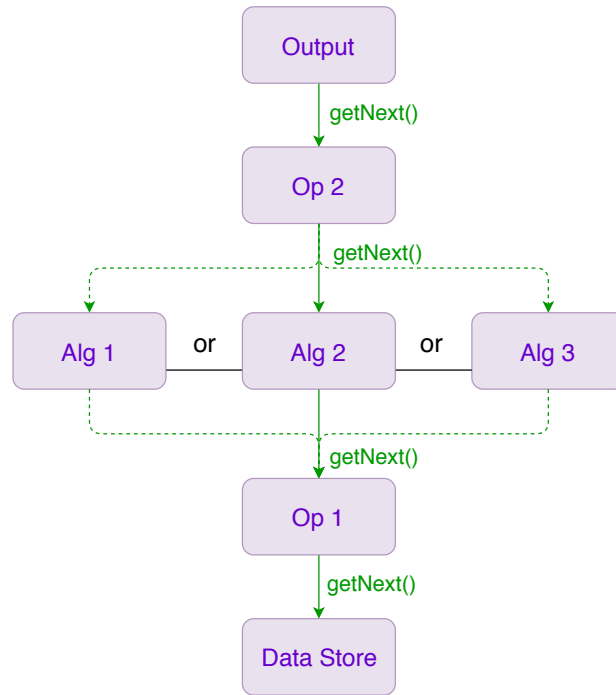 Output
getNext()
Op 2
getNext()
Alg 1 or Alg 2 or Alg 3
getNext()
Op 1
getNext()
Data Store